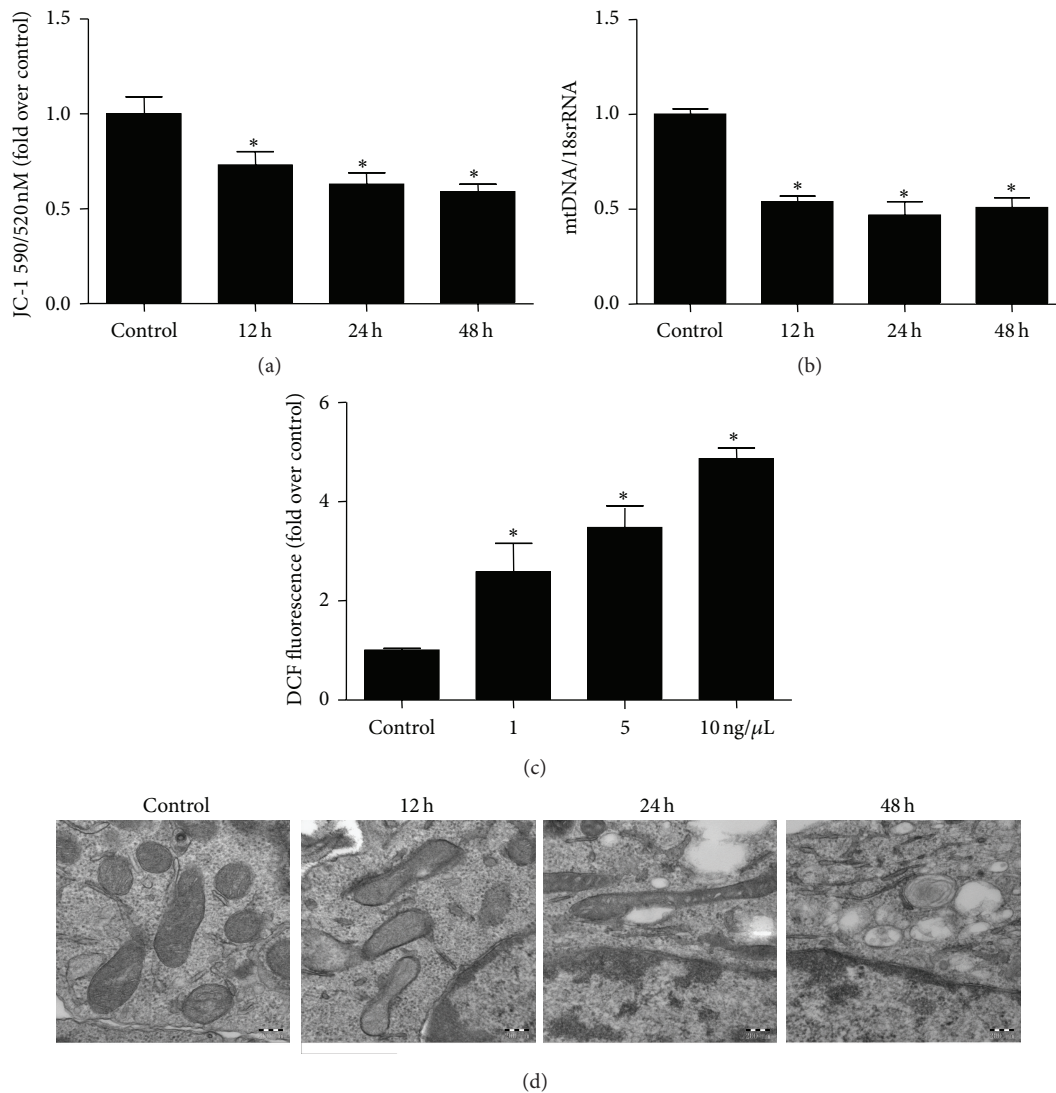 JC-1 590/520 nM (fold over control)
1.5
1.0
0.5
0.0
*
*
*
Control
12 h
24 h
48 h
(a)
mtDNA/18srRNA
1.5
1.0
0.5
0.0
*
*
*
Control
12 h
24 h
48 h
(b)
DCF fluorescence (fold over control)
6
4
2
0
*
*
*
Control
1
5
10 ng/μL
(c)
Control
12 h
24 h
48 h
(d)